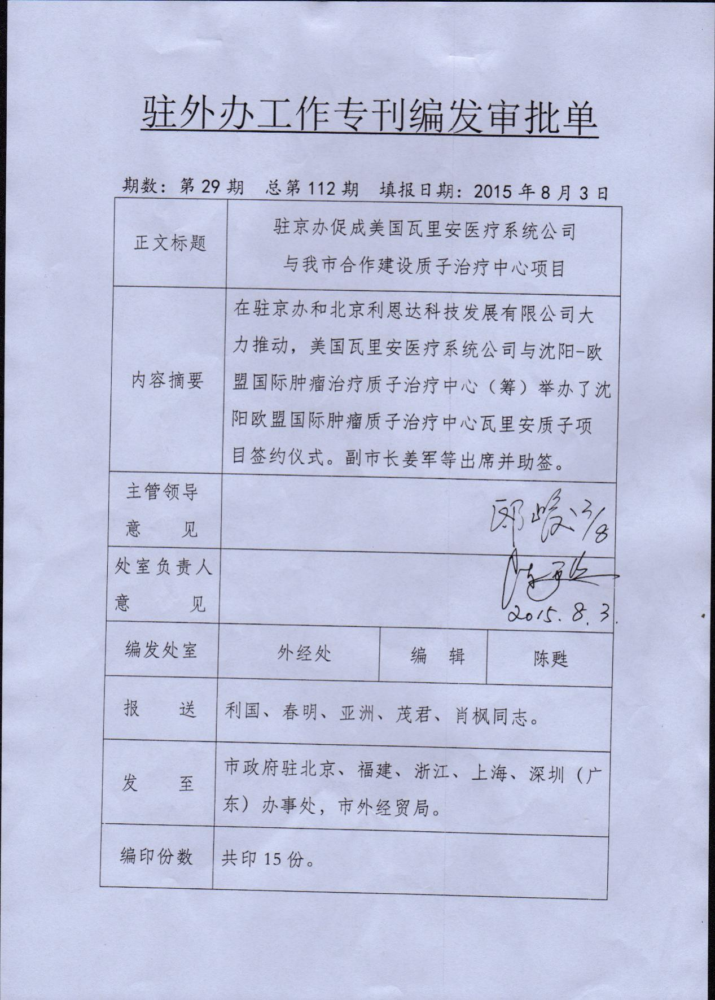 驻外办工作专刊编发审批单
期数：第 29 期 总第 112 期 填报日期：2015 年 8 月 3 日
正文标题
驻京办促成美国瓦里安医疗系统公司
与我市合作建设质子治疗中心项目
内容摘要
在驻京办和北京利恩达科技发展有限公司大
力推动，美国瓦里安医疗系统公司与沈阳-欧
盟国际肿瘤治疗质子治疗中心（筹）举办了沈
阳欧盟国际肿瘤质子治疗中心瓦里安质子项
目签约仪式。副市长姜军等出席并助签。
主管领导
意 见
处室负责人
意 见
2015.8.3.
编发处室 外经处 编 辑 陈甦
报 送 利国、春明、亚洲、茂君、肖枫同志。
发 至
市政府驻北京、福建、浙江、上海、深圳（广
东）办事处，市外经贸局。
编印份数 共印 15 份。